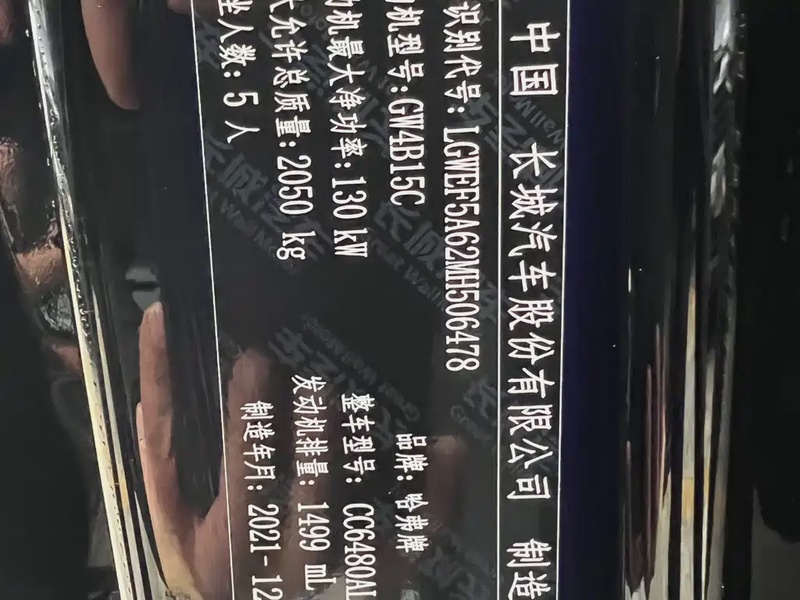 中国 长城汽车股份有限公司 制造
识别代号: LGWEF5A62MH506478
品牌: 哈弗牌
机型号: GW4B15C
整车型号: CC6480AL
动机最大净功率: 130 kW
发动机排量: 1499 mL
大允许总质量: 2050 kg
制造年月: 2021-12
坐人数: 5 人